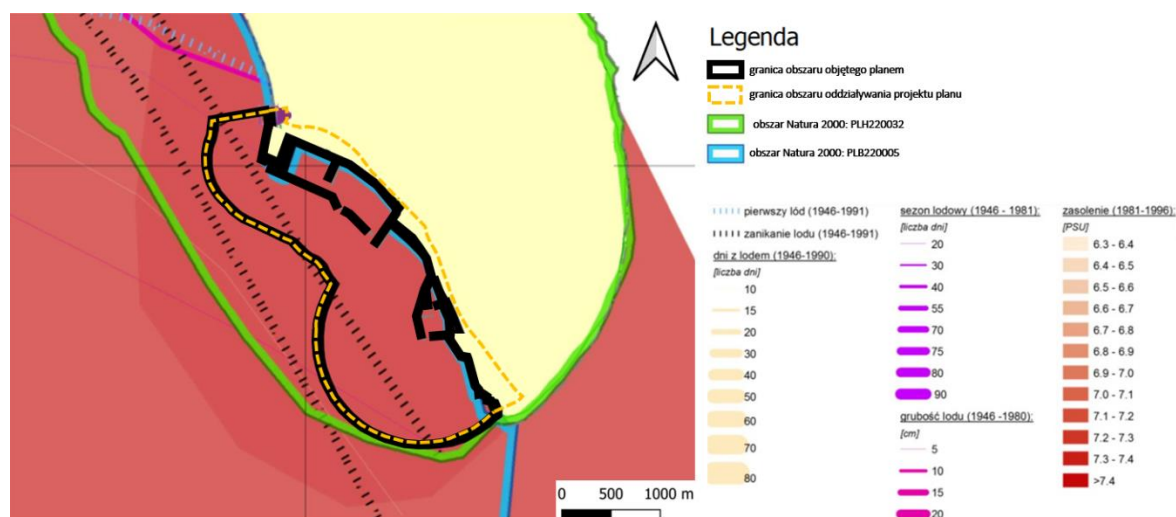 Legenda
granica obszaru objętego planem
granica obszaru oddziaływania projektu planu
obszar Natura 2000: PLH220032
obszar Natura 2000: PLB220005
pierwszy lód (1946-1991)
zanikanie lodu (1946-1991)
dni z lodem (1946-1990):
[liczba dni]
10
15
20
30
40
50
60
70
80
sezon lodowy (1946 - 1981):
[liczba dni]
20
30
40
55
70
75
80
90
grubość lodu (1946 -1980):
[cm]
5
10
15
20
zasolenie (1981-1996)
[PSU]
6.3 - 6.4
6.4 - 6.5
6.5 - 6.6
6.6 - 6.7
6.7 - 6.8
6.8 - 6.9
6.9 - 7.0
7.0 - 7.1
7.1 - 7.2
7.2 - 7.3
7.3 - 7.4
>7.4
0 500 1000 m